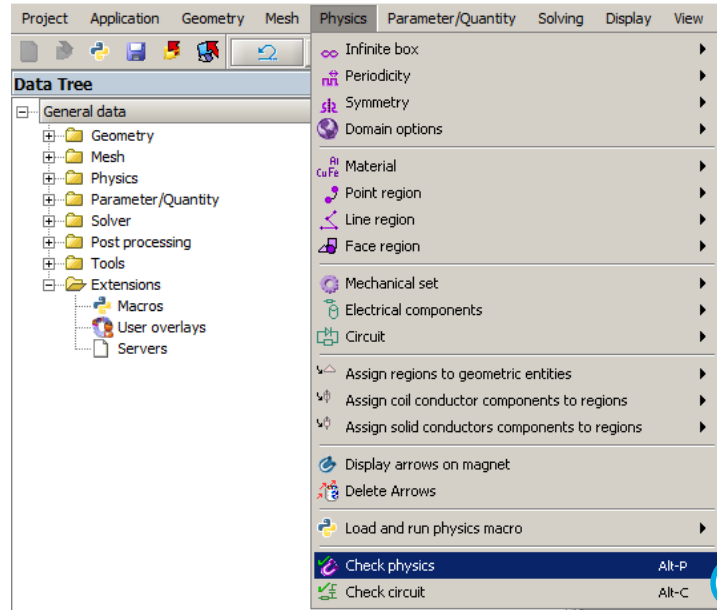 Project Application Geometry Mesh Physics Parameter/Quantity Solving Display View
Data Tree
General data
Geometry
Mesh
Physics
Parameter/Quantity
Solver
Post processing
Tools
Extensions
Macros
User overlays
Servers
Infinite box
Periodicity
Symmetry
Domain options
Al CuFe Material
Point region
Line region
Face region
Mechanical set
Electrical components
Circuit
Assign regions to geometric entities
Assign coil conductor components to regions
Assign solid conductors components to regions
Display arrows on magnet
Delete Arrows
Load and run physics macro
Check physics Alt-P
Check circuit Alt-C